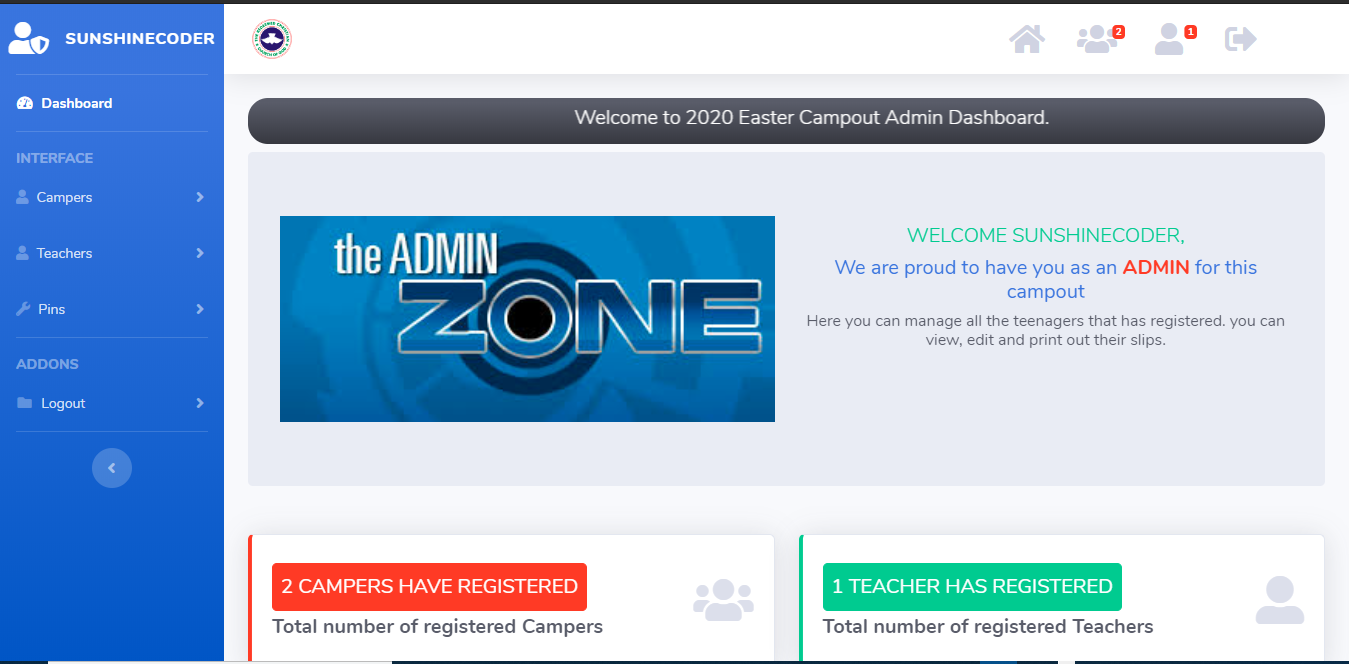 SUNSHINECODER
2
1
Dashboard
Welcome to 2020 Easter Campout Admin Dashboard.
INTERFACE
Campers
Teachers
Pins
ADDONS
Logout
the ADMIN
ZONE
WELCOME SUNSHINECODER,
We are proud to have you as an ADMIN for this
campout
Here you can manage all the teenagers that has registered. you can
view, edit and print out their slips.
2 CAMPERS HAVE REGISTERED
Total number of registered Campers
1 TEACHER HAS REGISTERED
Total number of registered Teachers